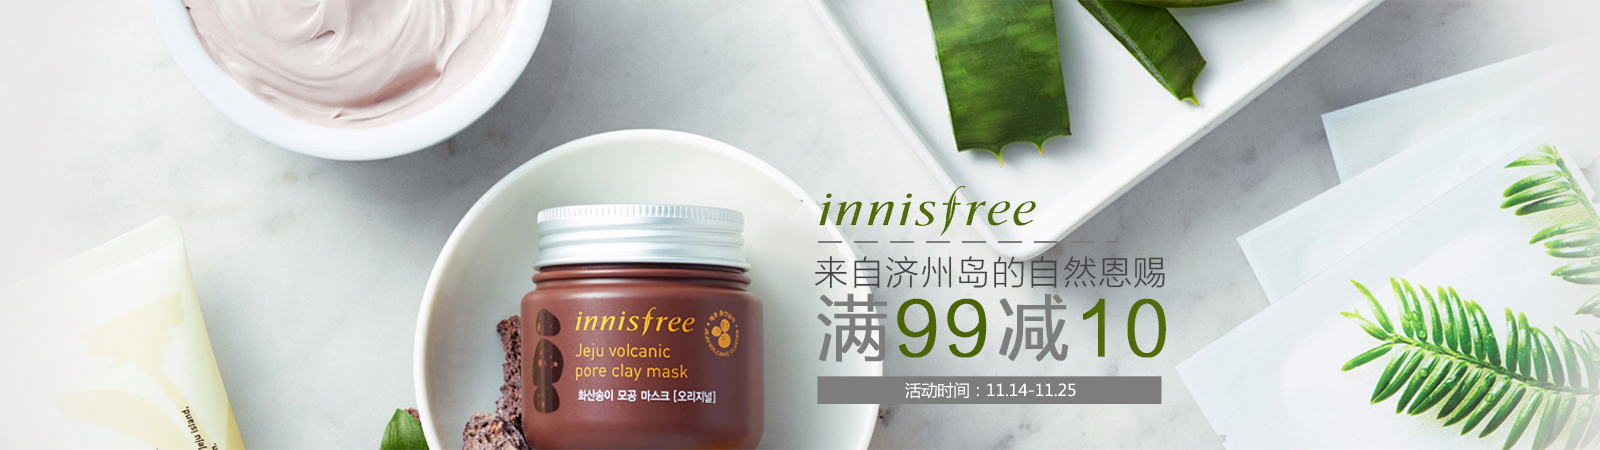 innisfree
来自济州岛的自然恩赐
满99减10
活动时间：11.14-11.25
innisfree
Jeju volcanic
pore clay mask
화산송이 모공 마스크 [오리지널]
Jeju island.